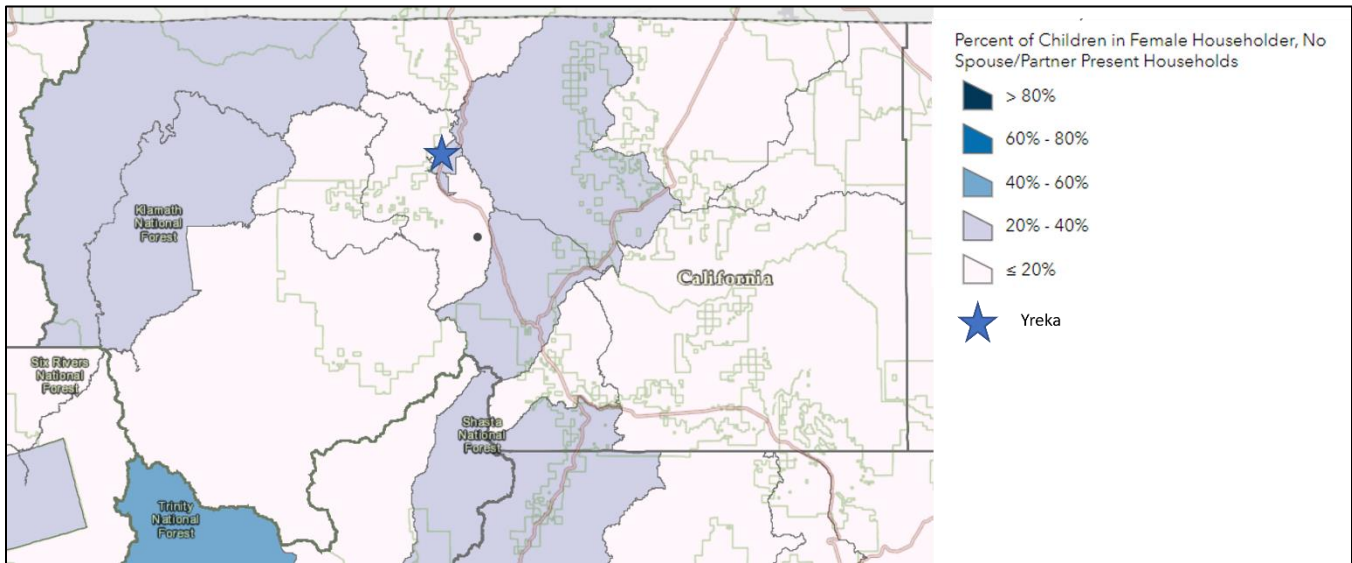 Percent of Children in Female Householder, No
Spouse/Partner Present Households
> 80%
60% - 80%
40% - 60%
20% - 40%
≤ 20%
Yreka
Klamath
National
Forest
California
Six Rivers
National
Forest
Shasta
National
Forest
Trinity
National
Forest